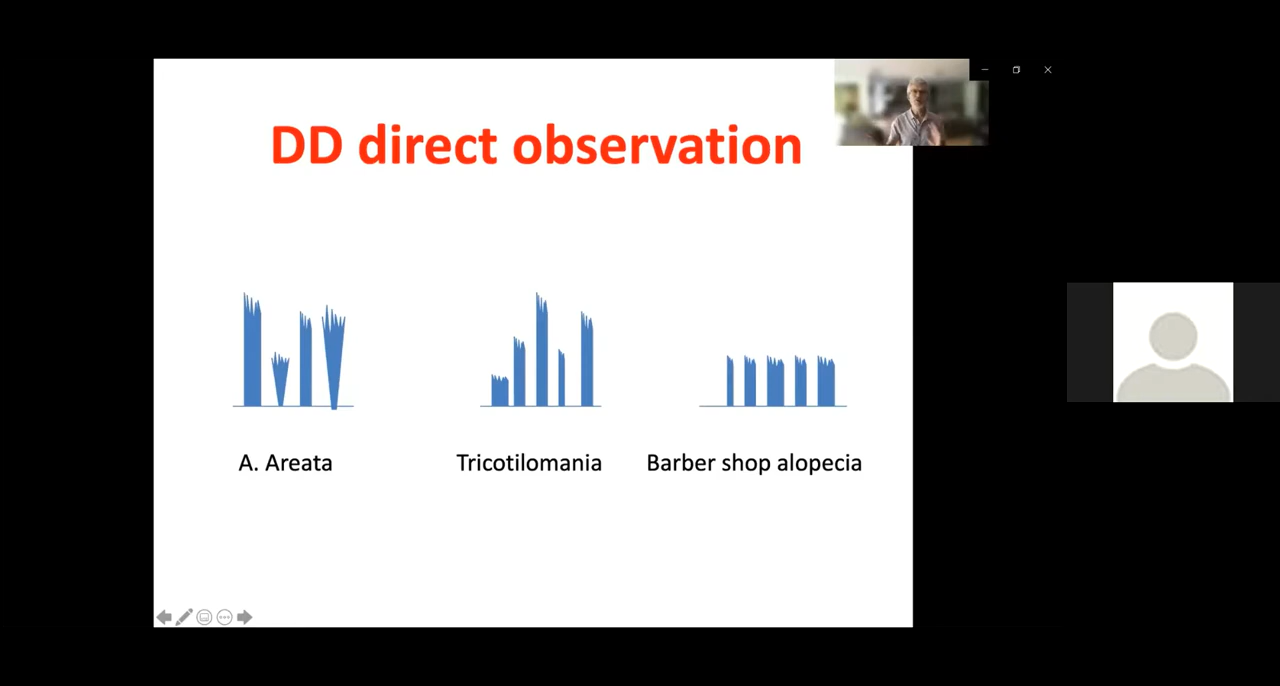 DD direct observation
A. Areata
Tricotilomania
Barber shop alopecia